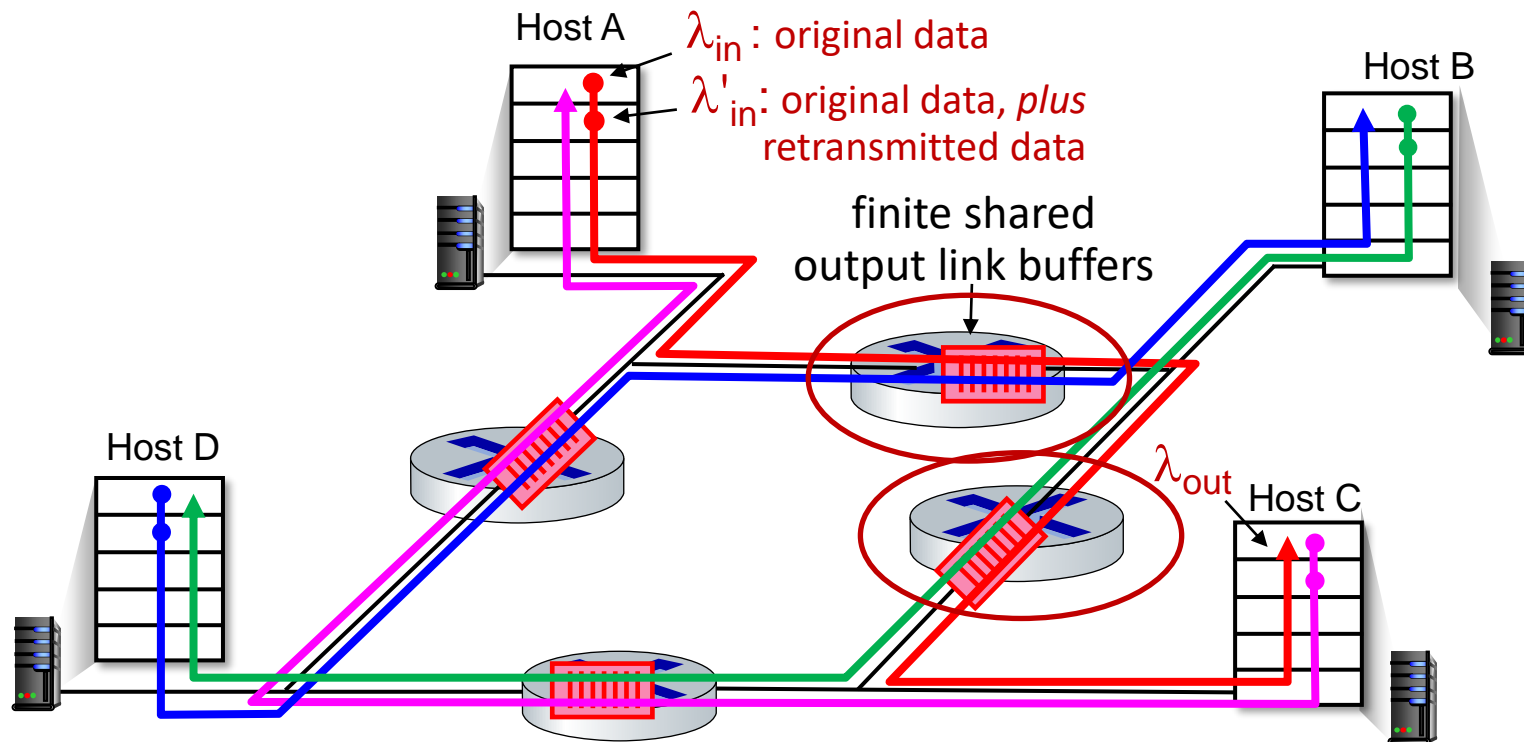 Host A
λin : original data
λ'in: original data, plus
retransmitted data
Host B
finite shared
output link buffers
Host D
λout
Host C